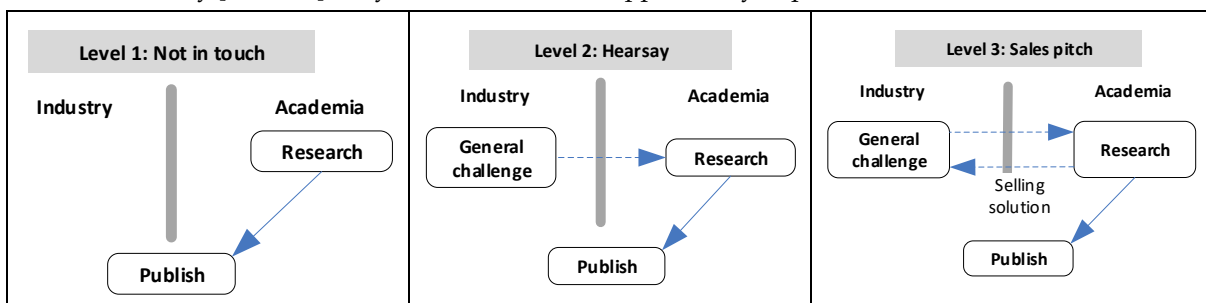 Level 1: Not in touch
Industry
Academia
Research
Publish
Level 2: Hearsay
Industry
Academia
General
challenge
Research
Publish
Level 3: Sales pitch
Industry
Academia
General
challenge
Research
Selling
solution
Publish